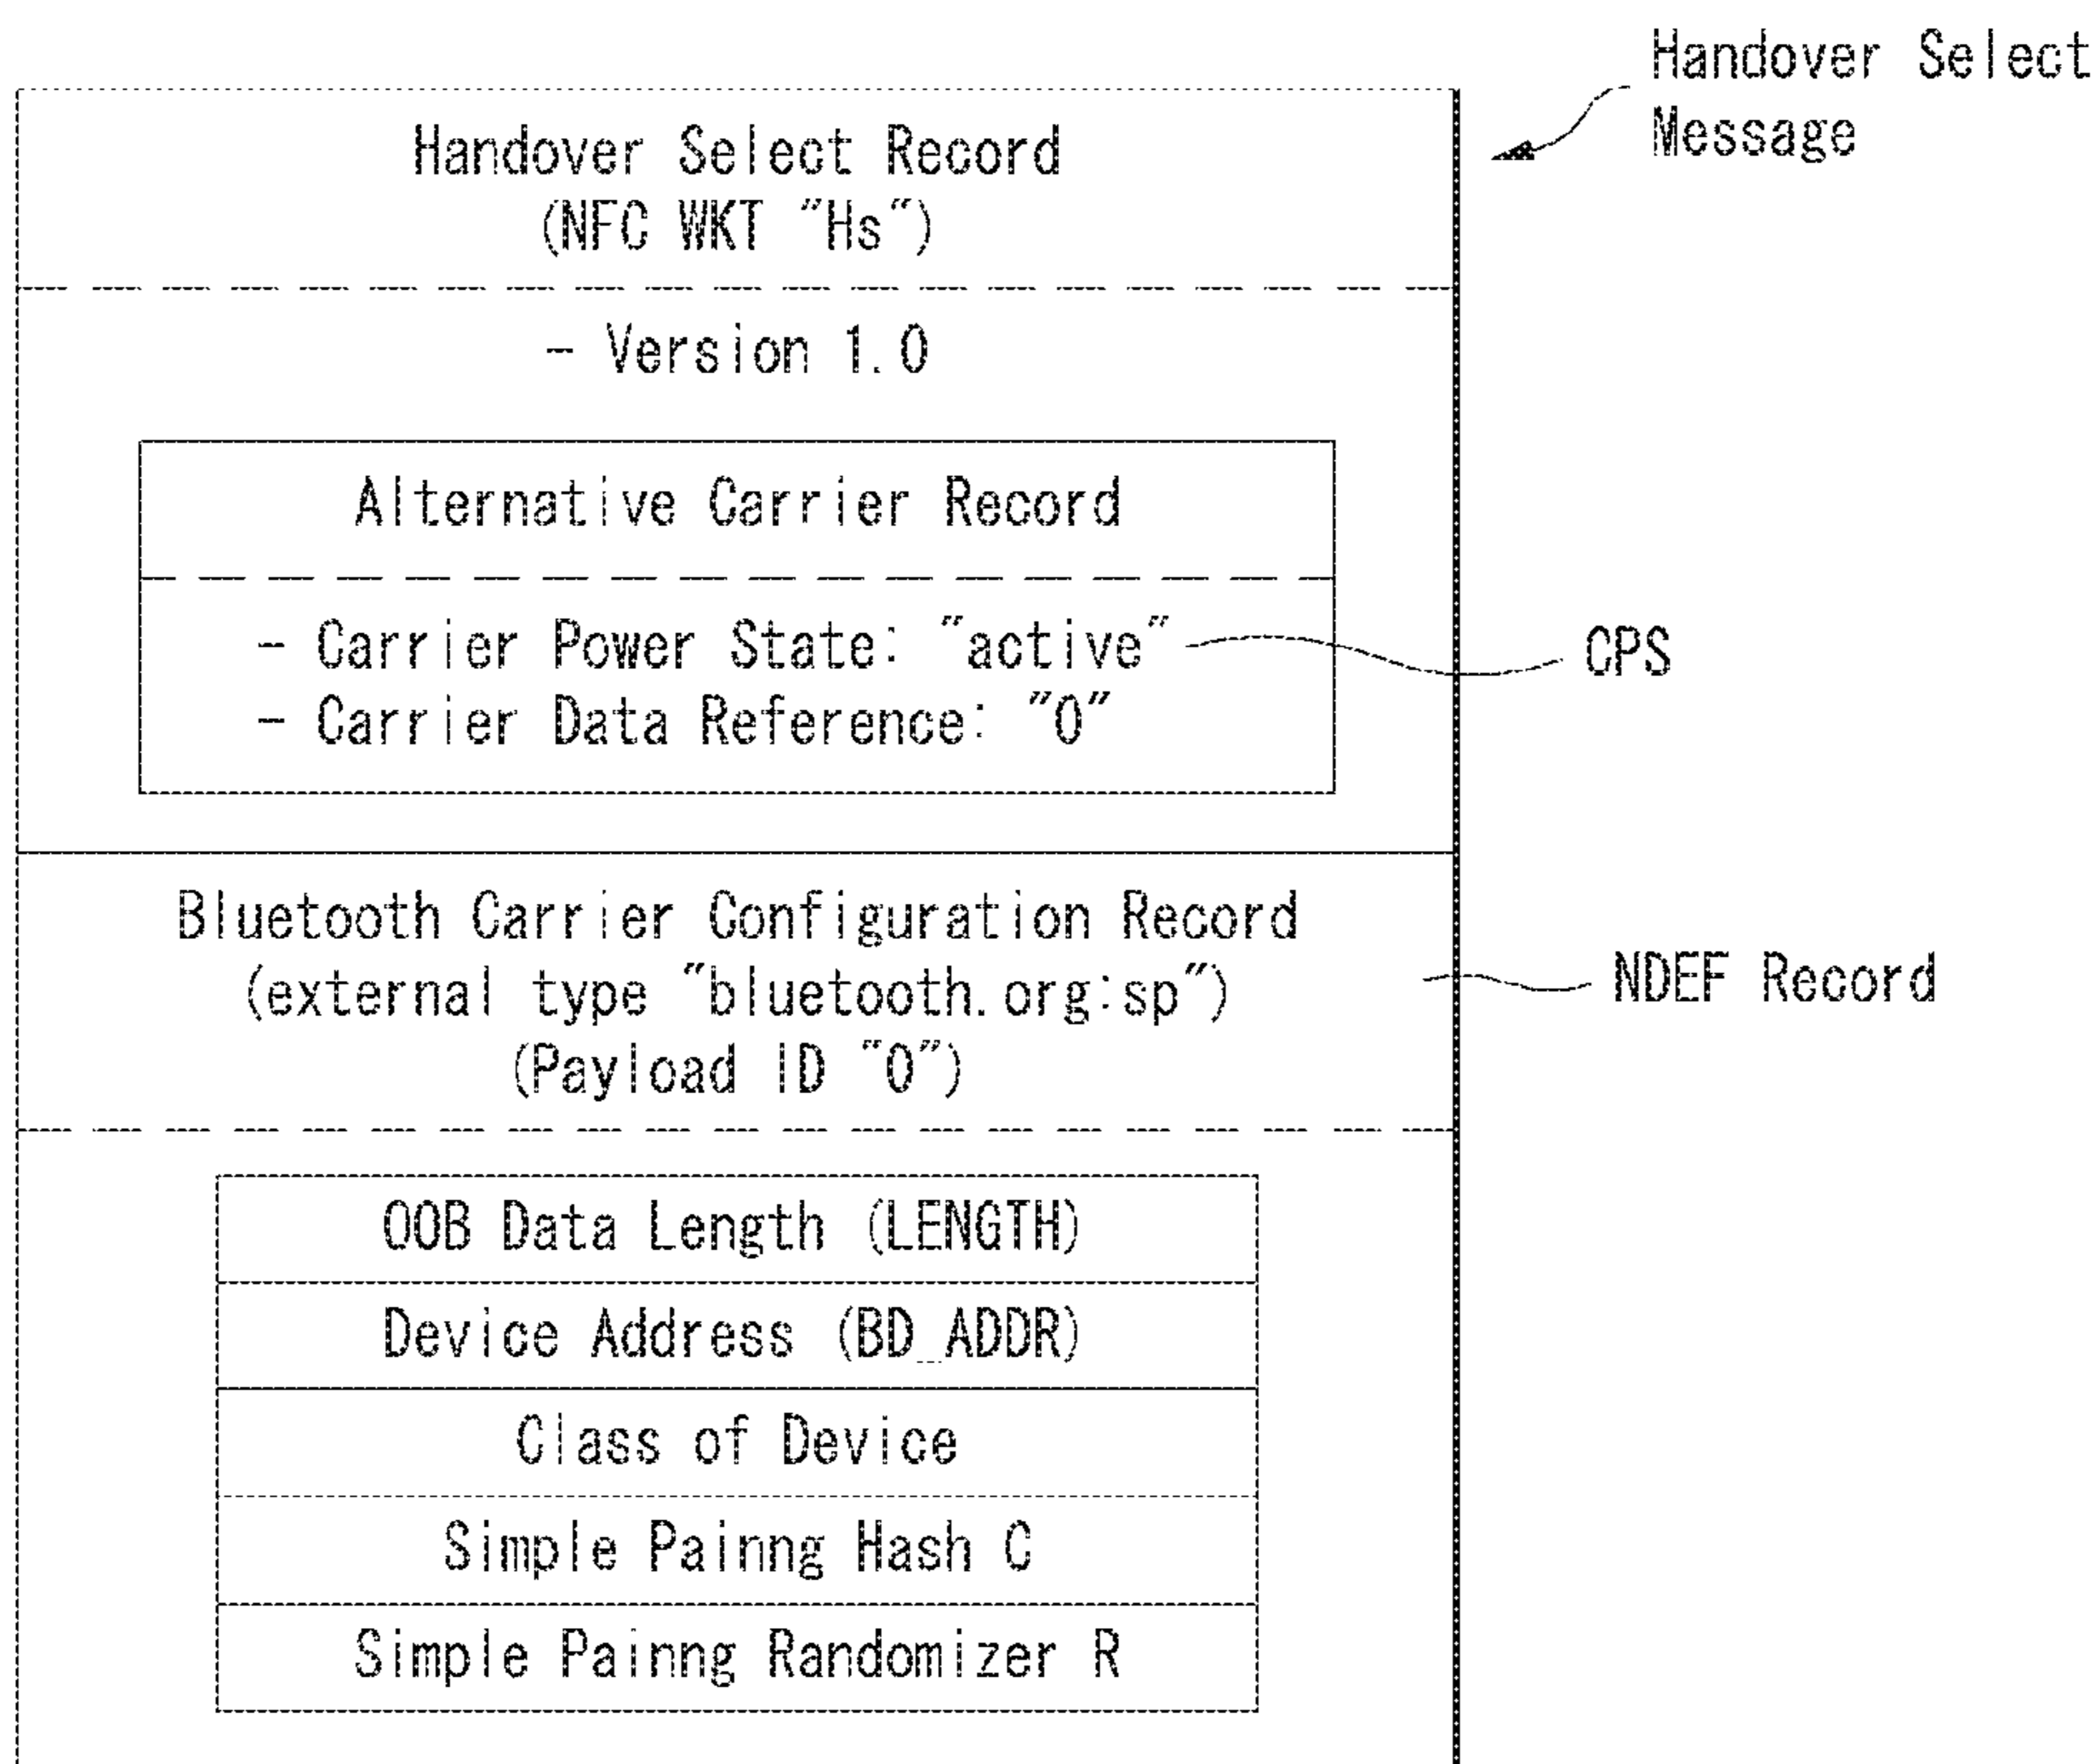 Handover Select
Message
Handover Select Record
(NFC WKT "Hs")
- Version 1.0
Alternative Carrier Record
- Carrier Power State: "active"
- Carrier Data Reference: "0"
CPS
Bluetooth Carrier Configuration Record
(external type "bluetooth.org:sp")
(Payload ID "0")
NDEF Record
OOB Data Length (LENGTH)
Device Address (BD_ADDR)
Class of Device
Simple Painng Hash C
Simple Painng Randomizer R